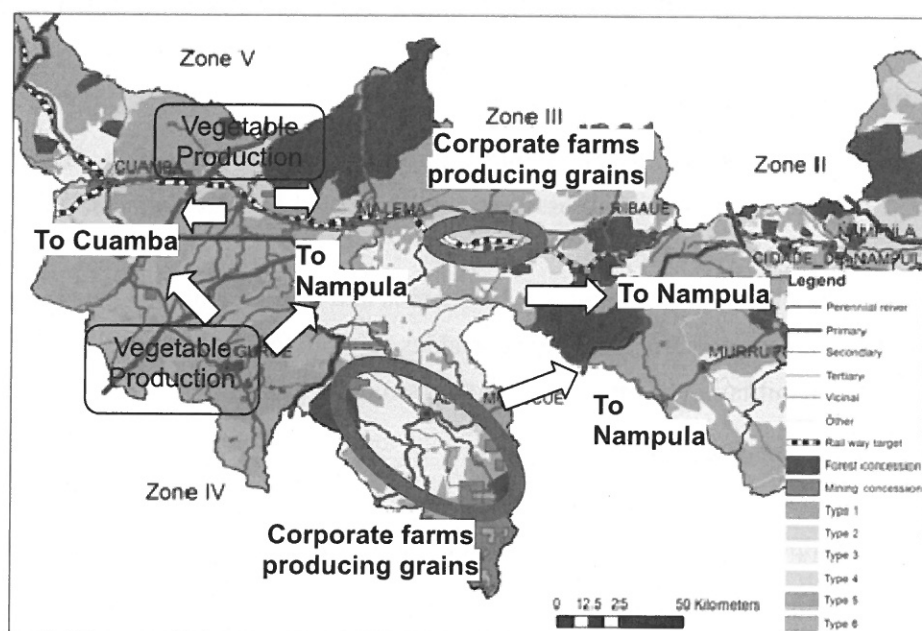 Zone V
Vegetable
Production
Zone III
Corporate farms
producing grains
Zone II
CUAMBA
MALEMA
RIBAUE
To Cuamba
To
Nampula
To Nampula
Vegetable
Production
To
Nampula
Zone IV
Corporate farms
producing grains
Legend
Perennial reiver
Primary
Secondary
Tertiary
Vicinal
Other
Rail way target
Forest concession
Mining concession
Type 1
Type 2
Type 3
Type 4
Type 5
Type 6
0 12.5 25 50 Kilometers